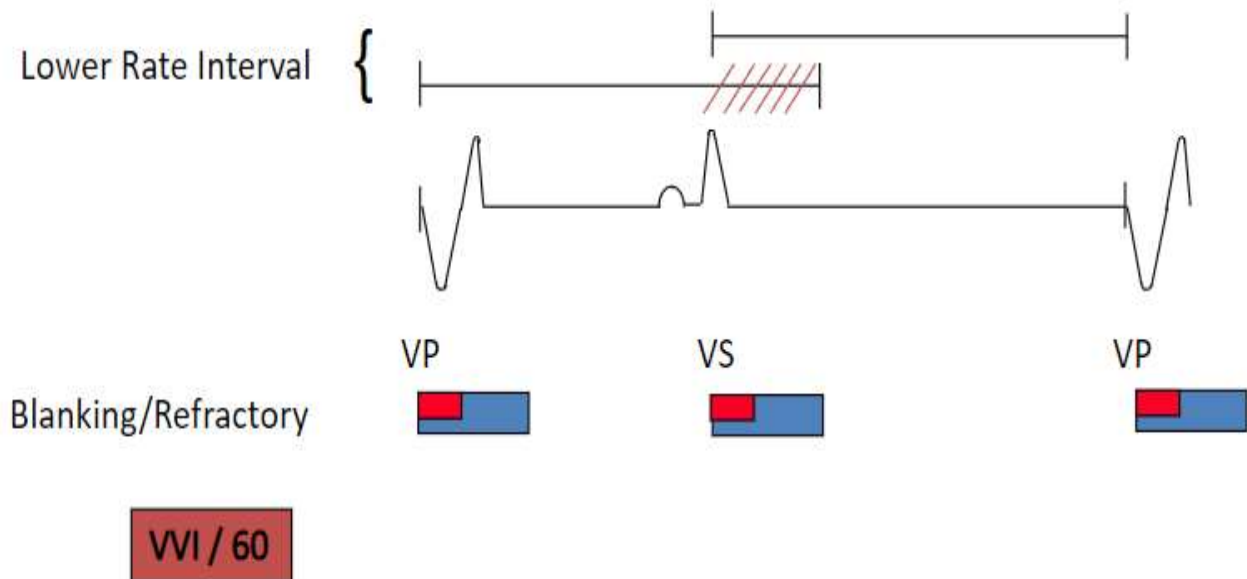 Lower Rate Interval {
VP VS VP
Blanking/Refractory
VVI / 60